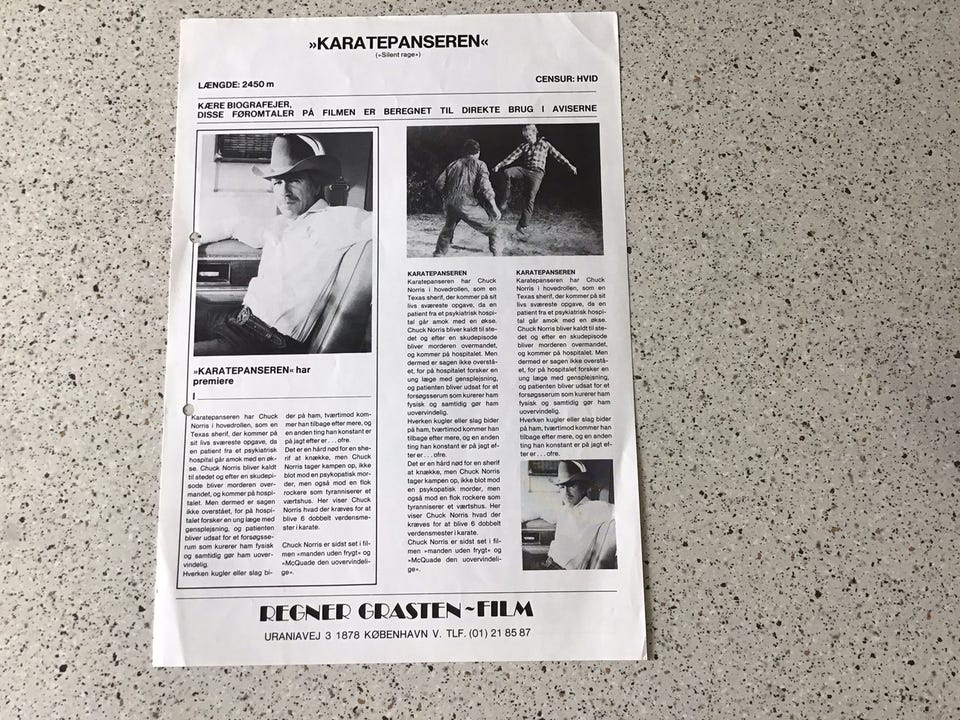 »KARATEPANSEREN«
(»Silent rage«)
LÆNGDE: 2450 m
CENSUR: HVID
KÆRE BIOGRAFEJER,
DISSE FØROMTALER PÅ FILMEN ER BEREGNET TIL DIREKTE BRUG I AVISERNE
»KARATEPANSEREN« har
premiere
I
Karatepanseren har Chuck
Norris i hovedrollen, som en
Texas sherif, der kommer på
sit livs sværeste opgave, da
en patient fra et psykiatrisk
hospital går amok med en øk-
se. Chuck Norris bliver kaldt
til stedet og efter en skudepi-
sode bliver morderen over-
mandet, og kommer på hospi-
talet. Men dermed er sagen
ikke overstået, for på hospi-
talet forsker en ung læge med
gensplejsning, og patienten
bliver udsat for et forsøgsse-
rum som kurerer ham fysisk
og samtidig gør ham uover-
vindelig.
Hverken kugler eller slag bi-
der på ham, tværtimod kom-
mer han tilbage efter mere, og
en anden ting han konstant er
på jagt efter er . . . ofre.
Det er en hård nød for en she-
rif at knække, men Chuck
Norris tager kampen op, ikke
blot mod en psykopatisk mor-
der, men også mod en flok
rockere som tyranniserer et
værtshus. Her viser Chuck
Norris hvad der kræves for at
blive 6 dobbelt verdensme-
ster i karate.
Chuck Norris er sidst set i fil-
men »manden uden frygt« og
»McQuade den uovervindeli-
ge«.
KARATEPANSEREN
Karatepanseren har Chuck
Norris i hovedrollen, som en
Texas sherif, der kommer på sit
livs sværeste opgave, da en
patient fra et psykiatrisk hospi-
tal går amok med en økse.
Chuck Norris bliver kaldt til ste-
det og efter en skudepisode
bliver morderen overmandet,
og kommer på hospitalet. Men
dermed er sagen ikke overstå-
et, for på hospitalet forsker en
ung læge med gensplejsning,
og patienten bliver udsat for et
forsøgsserum som kurerer ham
fysisk og samtidig gør ham
uovervindelig.
Hverken kugler eller slag bider
på ham, tværtimod kommer han
tilbage efter mere, og en anden
ting han konstant er på jagt ef-
ter er . . . ofre.
Det er en hård nød for en sherif
at knække, men Chuck Norris
tager kampen op, ikke blot mod
en psykopatisk morder, men
også mod en flok rockere som
tyranniserer et værtshus. Her
viser Chuck Norris hvad der
kræves for at blive 6 dobbelt
verdensmester i karate.
Chuck Norris er sidst set i fil-
men »manden uden frygt« og
»McQuade den uovervindeli-
ge«.
KARATEPANSEREN
Karatepanseren har Chuck
Norris i hovedrollen, som en
Texas sherif, der kommer på sit
livs sværeste opgave, da en
patient fra et psykiatrisk hospi-
tal går amok med en økse.
Chuck Norris bliver kaldt til ste-
det og efter en skudepisode
bliver morderen overmandet,
og kommer på hospitalet. Men
dermed er sagen ikke overstå-
et, for på hospitalet forsker en
ung læge med gensplejsning,
og patienten bliver udsat for et
forsøgsserum som kurerer ham
fysisk og samtidig gør ham
uovervindelig.
Hverken kugler eller slag bider
på ham, tværtimod kommer han
tilbage efter mere, og en anden
ting han konstant er på jagt ef-
ter er . . . ofre.
REGNER GRASTEN~FILM
URANIAVEJ 3 1878 KØBENHAVN V. TLF. (01) 21 85 87